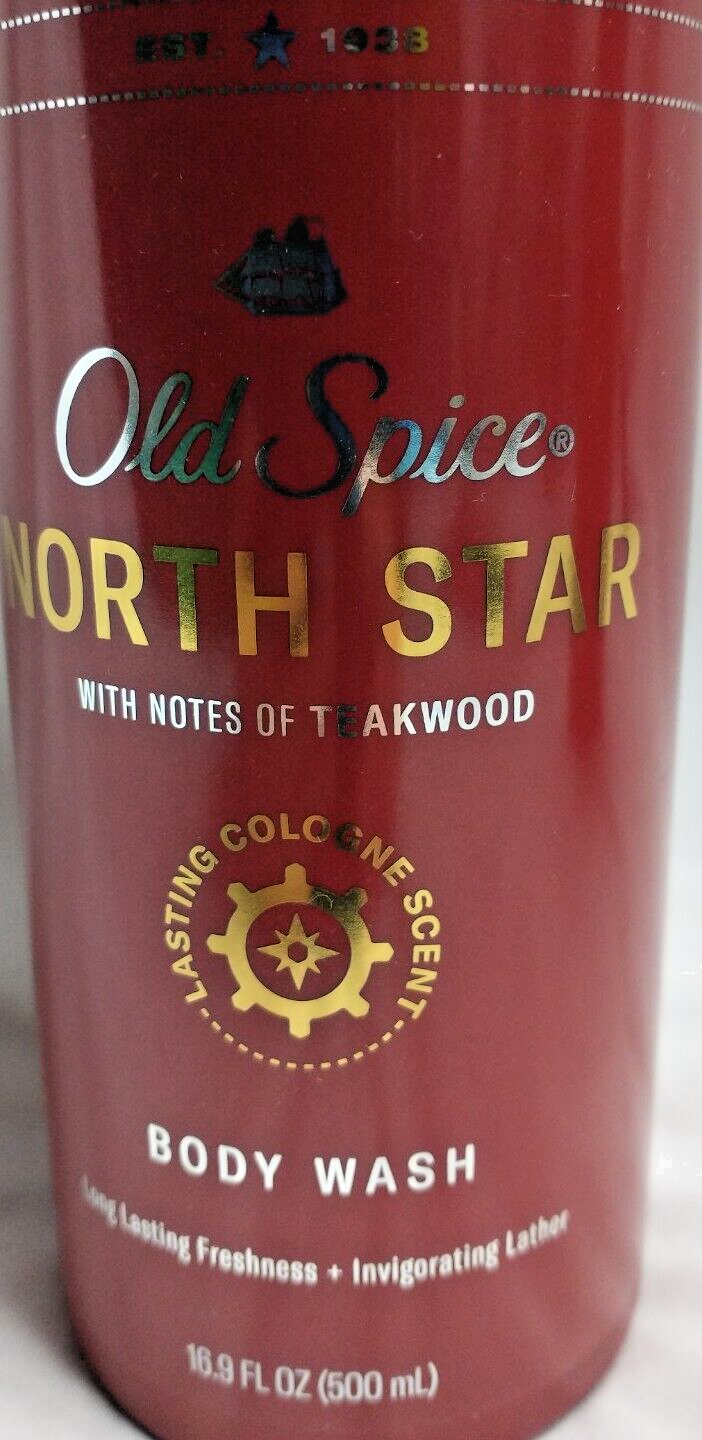 EST. 1938
Old Spice®
NORTH STAR
WITH NOTES OF TEAKWOOD
LASTING COLOGNE SCENT
BODY WASH
Long Lasting Freshness + Invigorating Lather
16.9 FL OZ (500 mL)